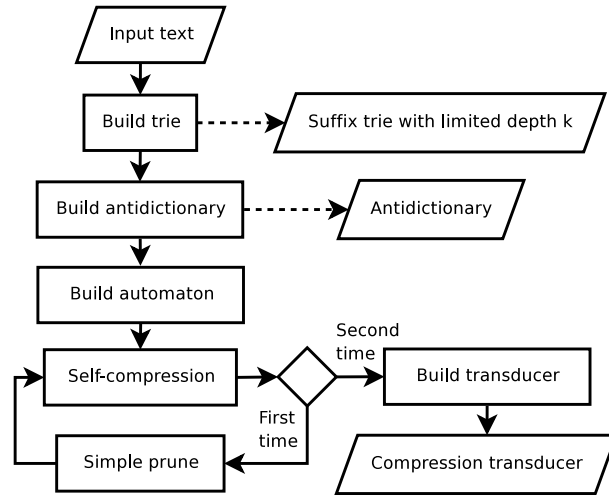 Input text
Build trie
Suffix trie with limited depth k
Build antidictionary
Antidictionary
Build automaton
Self-compression
Second
time
Build transducer
First
time
Simple prune
Compression transducer